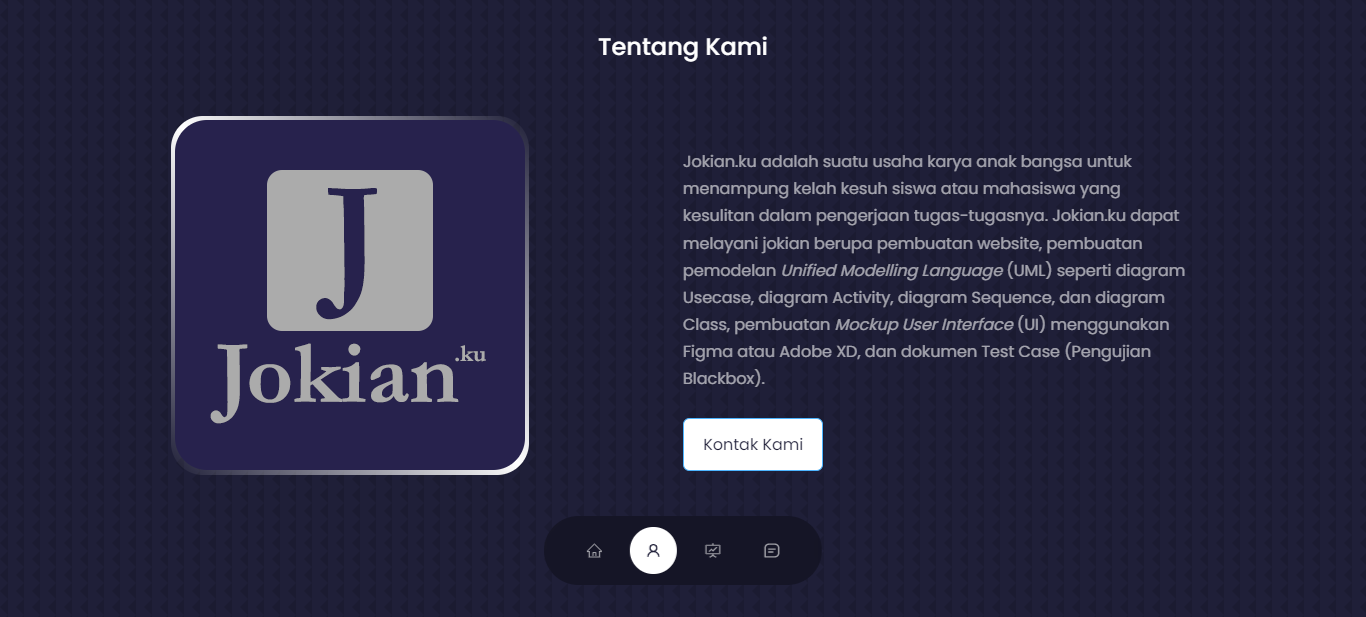 Tentang Kami
J
Jokian.ku
Jokian.ku adalah suatu usaha karya anak bangsa untuk
menampung kelah kesuh siswa atau mahasiswa yang
kesulitan dalam pengerjaan tugas-tugasnya. Jokian.ku dapat
melayani jokian berupa pembuatan website, pembuatan
pemodelan Unified Modelling Language (UML) seperti diagram
Usecase, diagram Activity, diagram Sequence, dan diagram
Class, pembuatan Mockup User Interface (UI) menggunakan
Figma atau Adobe XD, dan dokumen Test Case (Pengujian
Blackbox).
Kontak Kami